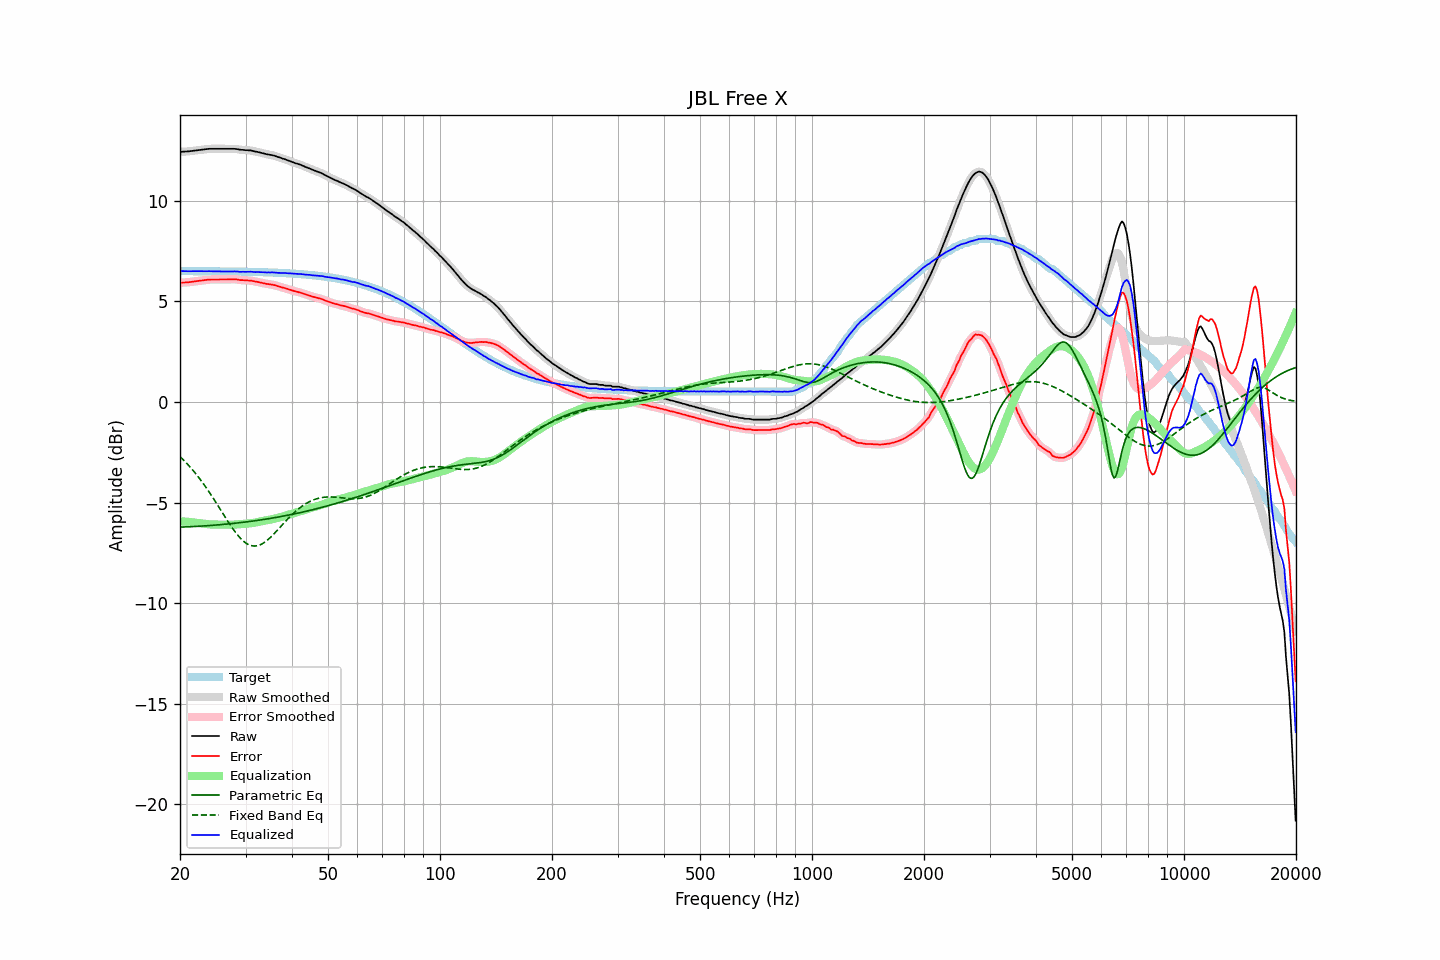 JBL Free X
Amplitude (dBr)
10
5
0
−5
−10
−15
−20
Target
Raw Smoothed
Error Smoothed
Raw
Error
Equalization
Parametric Eq
Fixed Band Eq
Equalized
20 50 100 200 500 1000 2000 5000 10000 20000
Frequency (Hz)